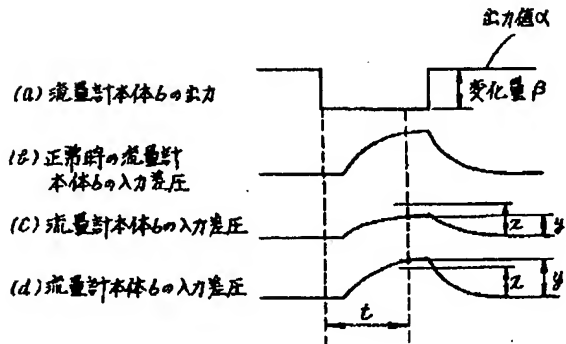 出力値α
(a)流量計本体6の出力
変化量β
(b)正常時の流量計
本体6の入力差圧
(c)流量計本体6の入力差圧
z
y
(d)流量計本体6の入力差圧
z
y
t